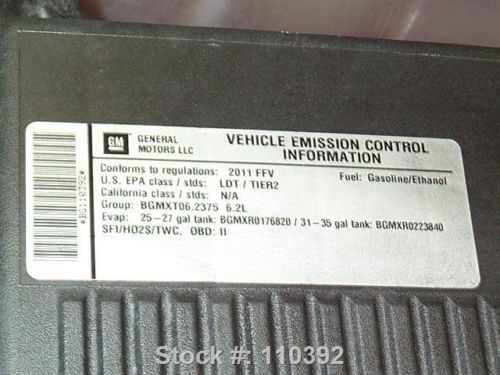 GM
GENERAL
MOTORS LLC
VEHICLE EMISSION CONTROL
INFORMATION
Conforms to regulations: 2011 FFV
Fuel: Gasoline/Ethanol
U.S. EPA class / stds: LDT / TIER2
California class / stds: N/A
Group: BGMXT06.2375 6.2L
Evap: 25-27 gal tank: BGMXR0176820 / 31-35 gal tank: BGMXR0223840
SFI/HO2S/TWC, OBD: II
Stock #: 110392